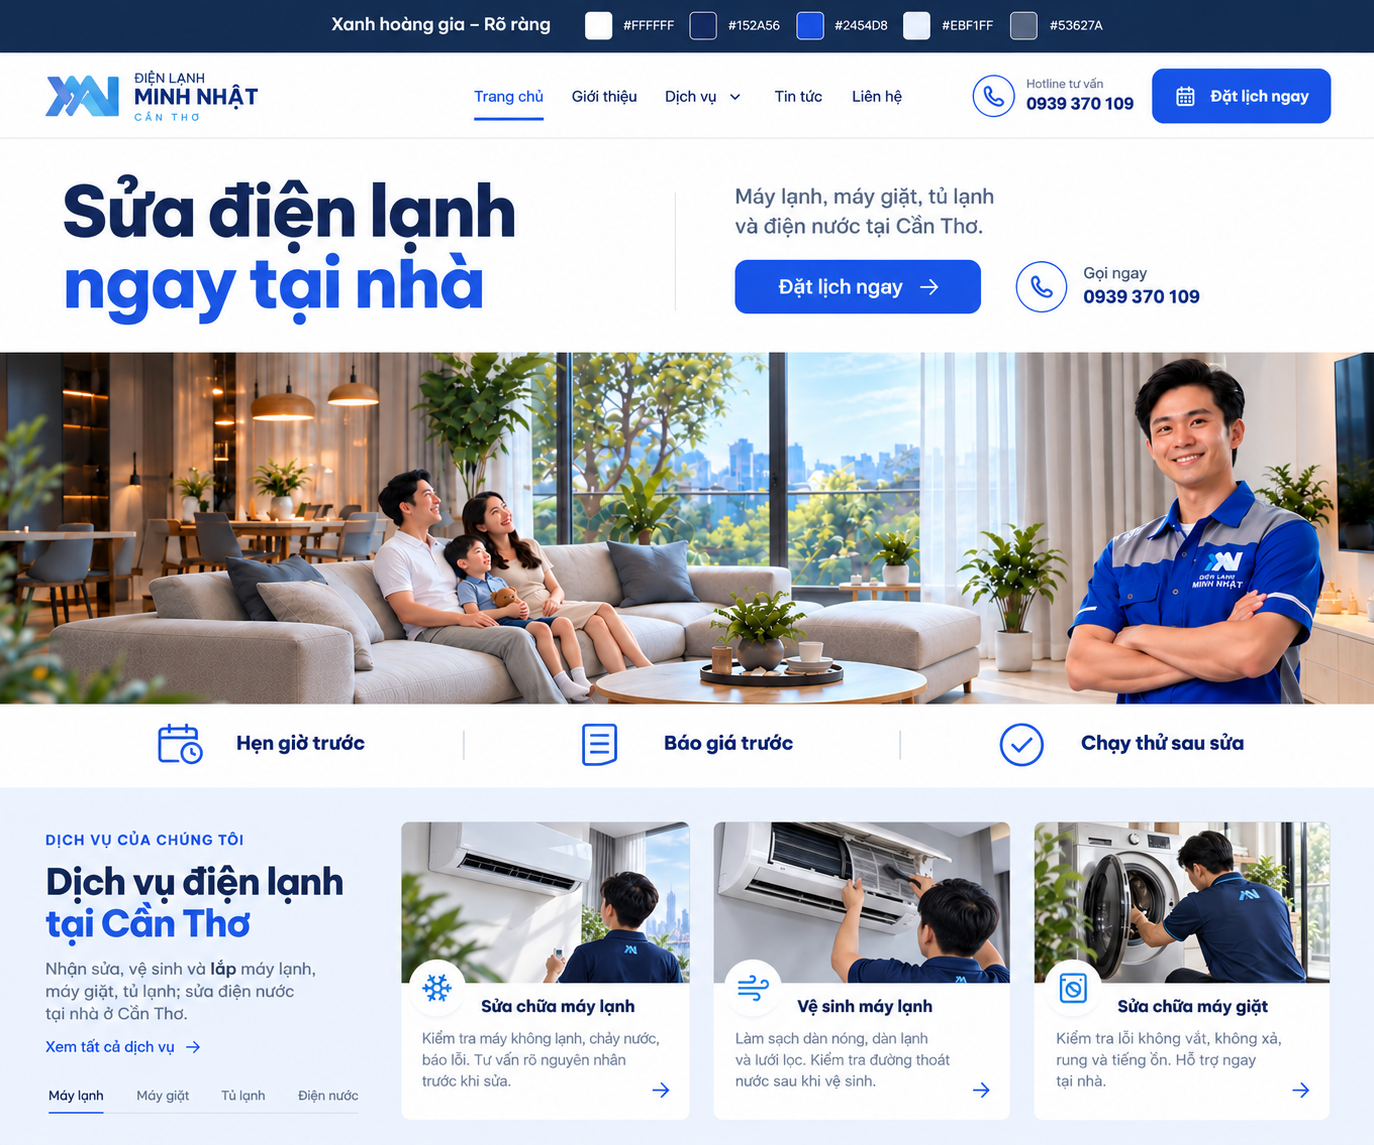 Xanh hoàng gia – Rõ ràng
#FFFFFF
#152A56
#2454D8
#EBF1FF
#53627A
ĐIỆN LẠNH
MINH NHẬT
CẦN THƠ
Trang chủ
Giới thiệu
Dịch vụ
Tin tức
Liên hệ
Hotline tư vấn
0939 370 109
Đặt lịch ngay
Sửa điện lạnh
ngay tại nhà
Máy lạnh, máy giặt, tủ lạnh
và điện nước tại Cần Thơ.
Đặt lịch ngay
Gọi ngay
0939 370 109
ĐIỆN LẠNH
MINH NHẬT
Hẹn giờ trước
Báo giá trước
Chạy thử sau sửa
DỊCH VỤ CỦA CHÚNG TÔI
Dịch vụ điện lạnh
tại Cần Thơ
Nhận sửa, vệ sinh và lắp máy lạnh,
máy giặt, tủ lạnh; sửa điện nước
tại nhà ở Cần Thơ.
Xem tất cả dịch vụ
Máy lạnh
Máy giặt
Tủ lạnh
Điện nước
Sửa chữa máy lạnh
Kiểm tra máy không lạnh, chảy nước,
báo lỗi. Tư vấn rõ nguyên nhân
trước khi sửa.
Vệ sinh máy lạnh
Làm sạch dàn nóng, dàn lạnh
và lưới lọc. Kiểm tra đường thoát
nước sau khi vệ sinh.
Sửa chữa máy giặt
Kiểm tra lỗi không vắt, không xả,
rung và tiếng ồn. Hỗ trợ ngay
tại nhà.